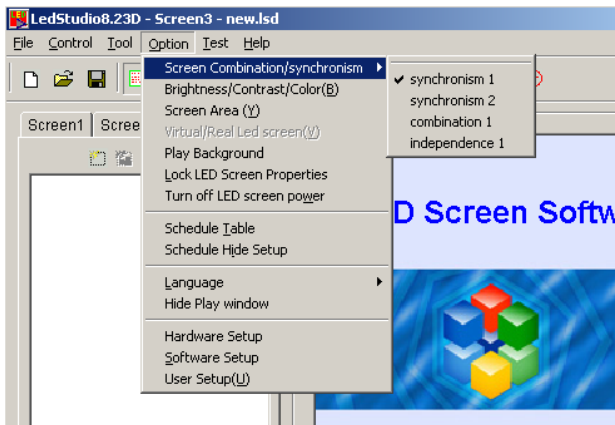 LedStudio8.23D - Screen3 - new.lsd
File Control Tool Option Test Help
Screen Combination/synchronism
Brightness/Contrast/Color(B)
Screen Area (Y)
Virtual/Real Led screen(V)
Play Background
Lock LED Screen Properties
Turn off LED screen power
Schedule Table
Schedule Hide Setup
Language
Hide Play window
Hardware Setup
Software Setup
User Setup(U)
synchronism 1
synchronism 2
combination 1
independence 1
Screen1 Scree
D Screen Softw